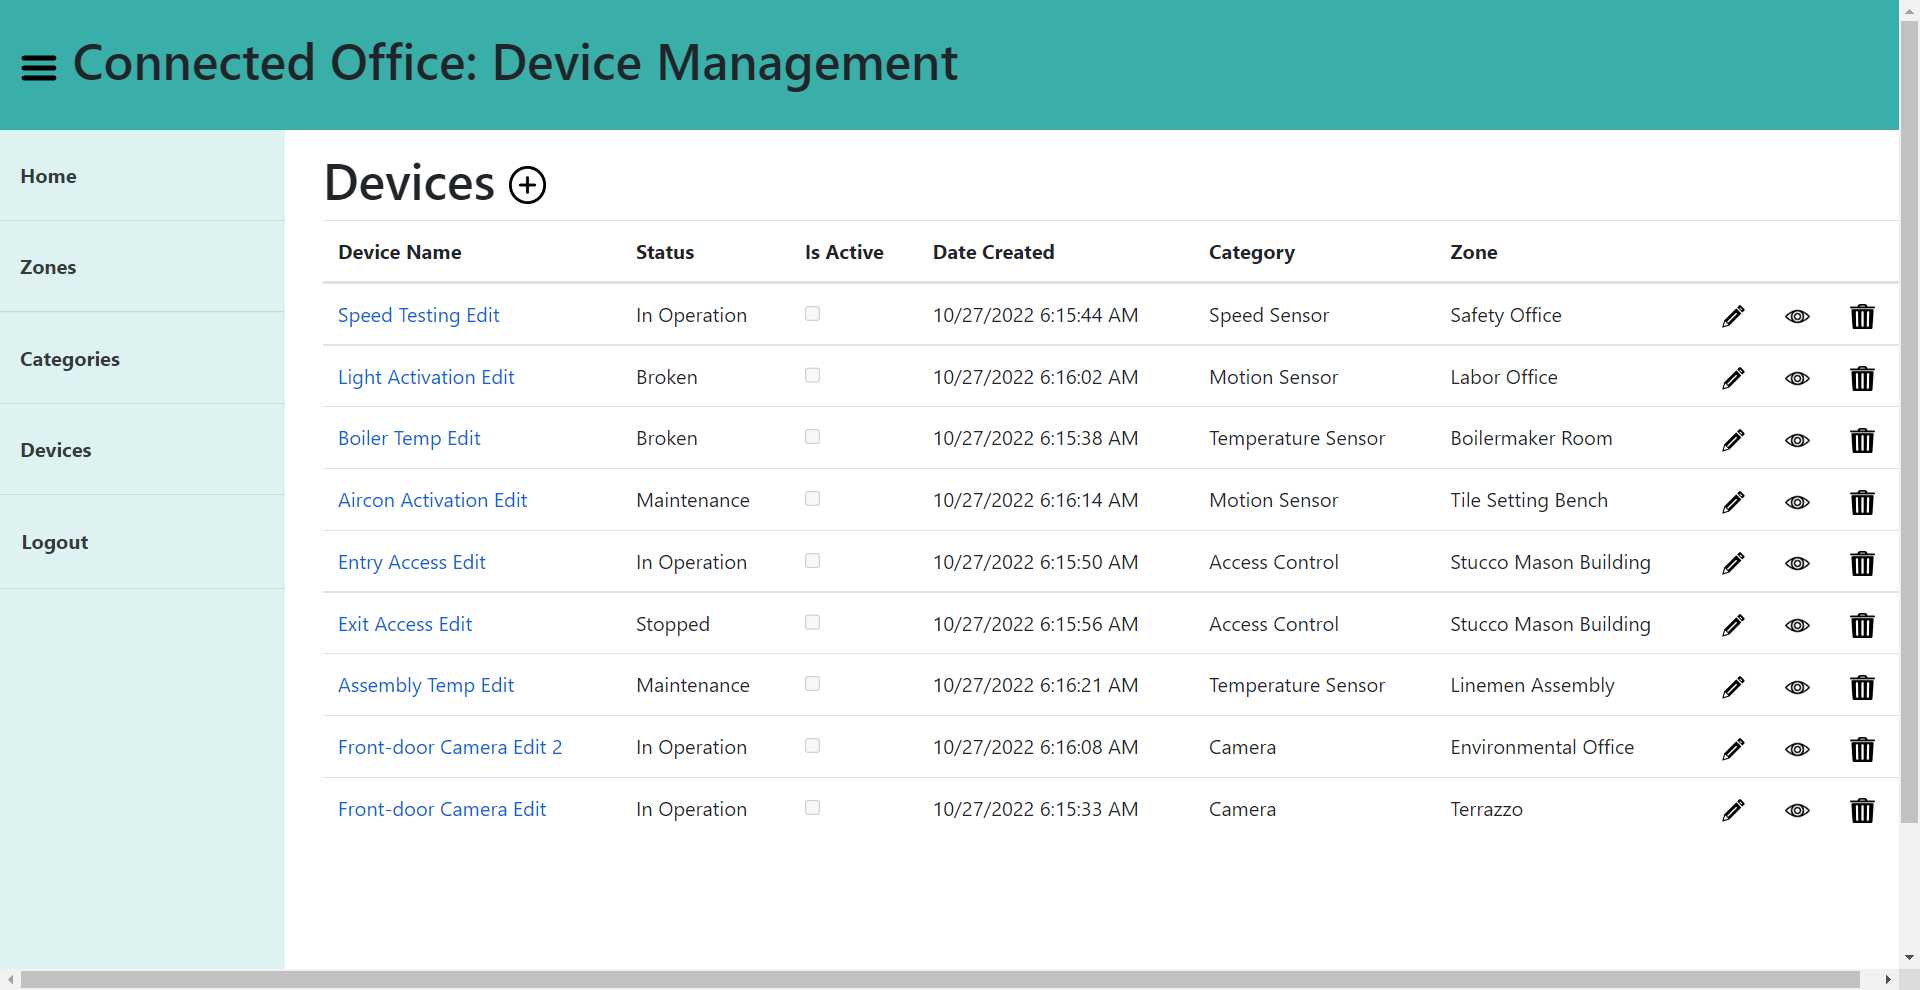 Connected Office: Device Management
Home
Zones
Categories
Devices
Logout
Devices
Device Name Status Is Active Date Created Category Zone
Speed Testing Edit In Operation 10/27/2022 6:15:44 AM Speed Sensor Safety Office
Light Activation Edit Broken 10/27/2022 6:16:02 AM Motion Sensor Labor Office
Boiler Temp Edit Broken 10/27/2022 6:15:38 AM Temperature Sensor Boilermaker Room
Aircon Activation Edit Maintenance 10/27/2022 6:16:14 AM Motion Sensor Tile Setting Bench
Entry Access Edit In Operation 10/27/2022 6:15:50 AM Access Control Stucco Mason Building
Exit Access Edit Stopped 10/27/2022 6:15:56 AM Access Control Stucco Mason Building
Assembly Temp Edit Maintenance 10/27/2022 6:16:21 AM Temperature Sensor Linemen Assembly
Front-door Camera Edit 2 In Operation 10/27/2022 6:16:08 AM Camera Environmental Office
Front-door Camera Edit In Operation 10/27/2022 6:15:33 AM Camera Terrazzo